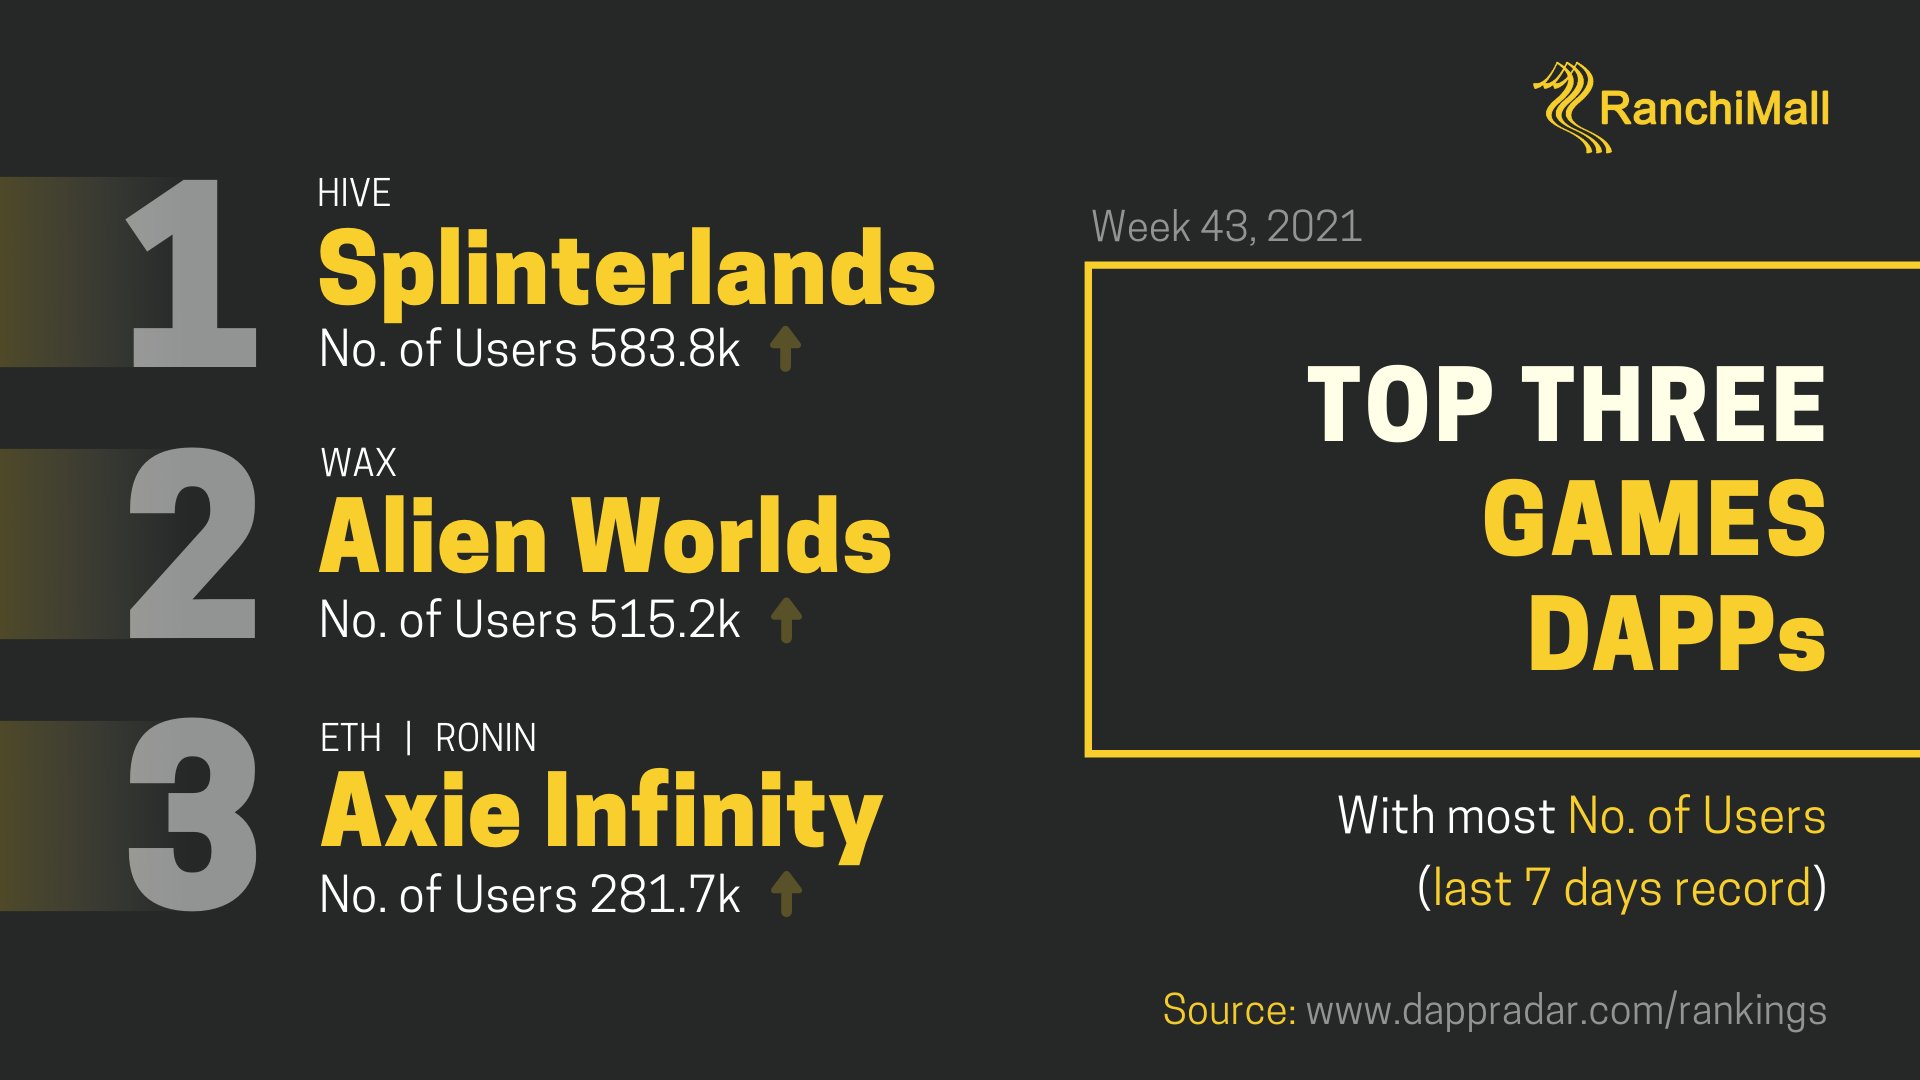 RanchiMall
1
HIVE
Splinterlands
No. of Users 583.8k
2
WAX
Alien Worlds
No. of Users 515.2k
3
ETH | RONIN
Axie Infinity
No. of Users 281.7k
Week 43, 2021
TOP THREE
GAMES
DAPPs
With most No. of Users
(last 7 days record)
Source: www.dappradar.com/rankings